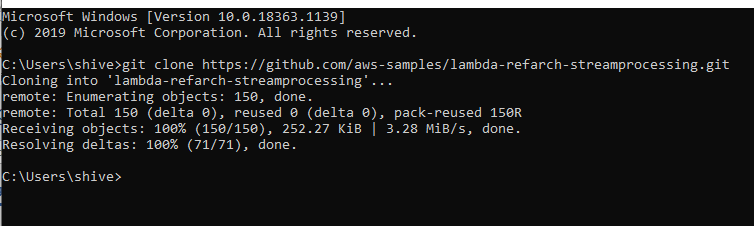 Microsoft Windows [Version 10.0.18363.1139]
(c) 2019 Microsoft Corporation. All rights reserved.
C:\Users\shive>git clone https://github.com/aws-samples/lambda-refarch-streamprocessing.git
Cloning into 'lambda-refarch-streamprocessing'...
remote: Enumerating objects: 150, done.
remote: Total 150 (delta 0), reused 0 (delta 0), pack-reused 150R
Receiving objects: 100% (150/150), 252.27 KiB | 3.28 MiB/s, done.
Resolving deltas: 100% (71/71), done.
C:\Users\shive>